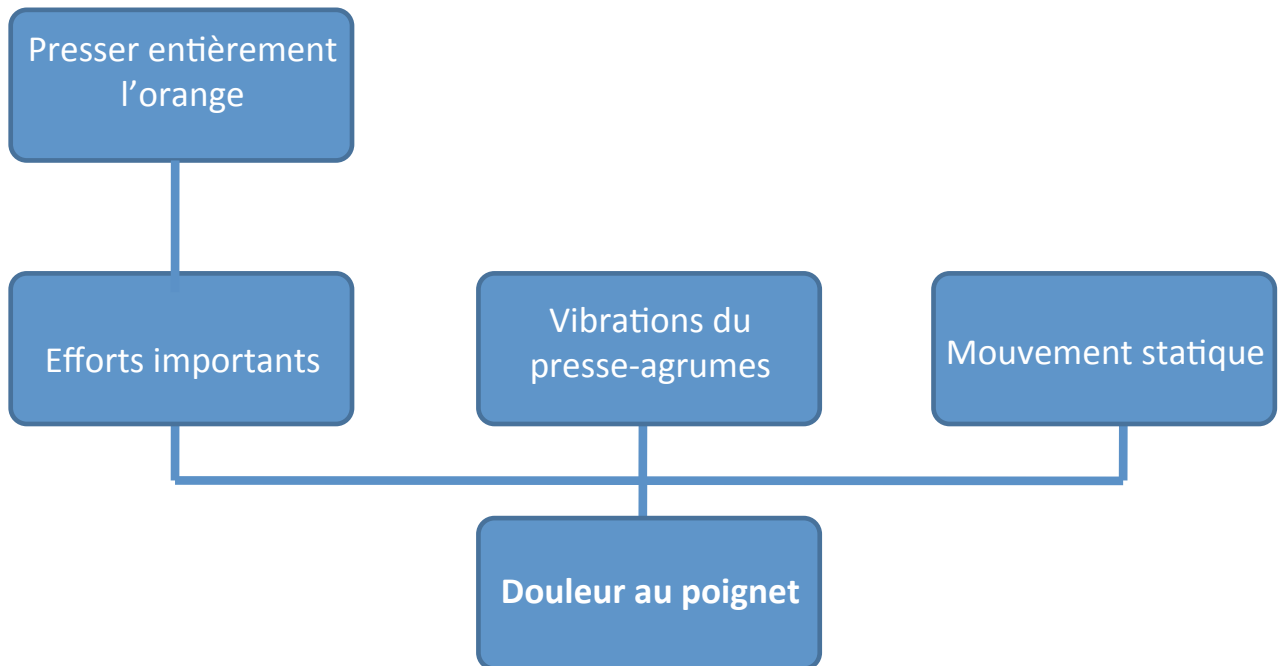 Presser entièrement
l’orange
Efforts importants
Vibrations du
presse-agrumes
Mouvement statique
Douleur au poignet